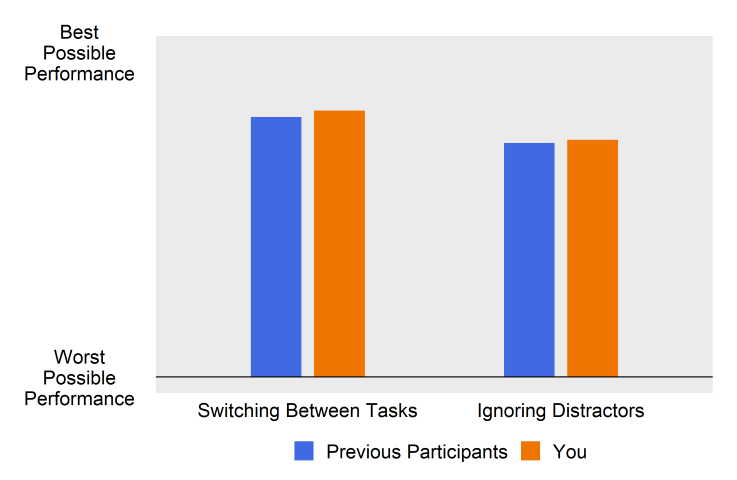 Best
Possible
Performance
Worst
Possible
Performance
Switching Between Tasks
Ignoring Distractors
Previous Participants
You